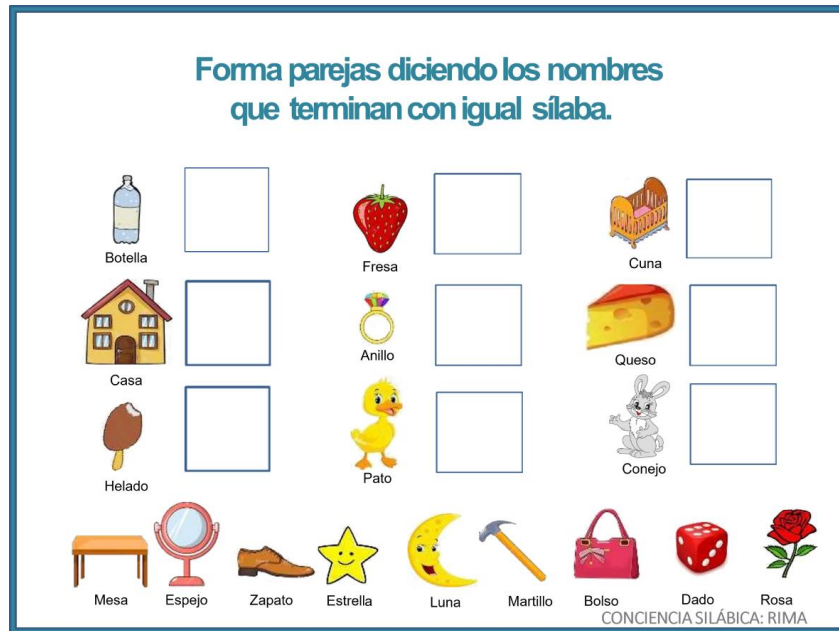 Forma parejas diciendo los nombres
que terminan con igual sílaba.
Botella
Fresa
Cuna
Casa
Anillo
Queso
Helado
Pato
Conejo
Mesa
Espejo
Zapato
Estrella
Luna
Martillo
Bolso
Dado
Rosa
CONCIENCIA SILÁBICA: RIMA